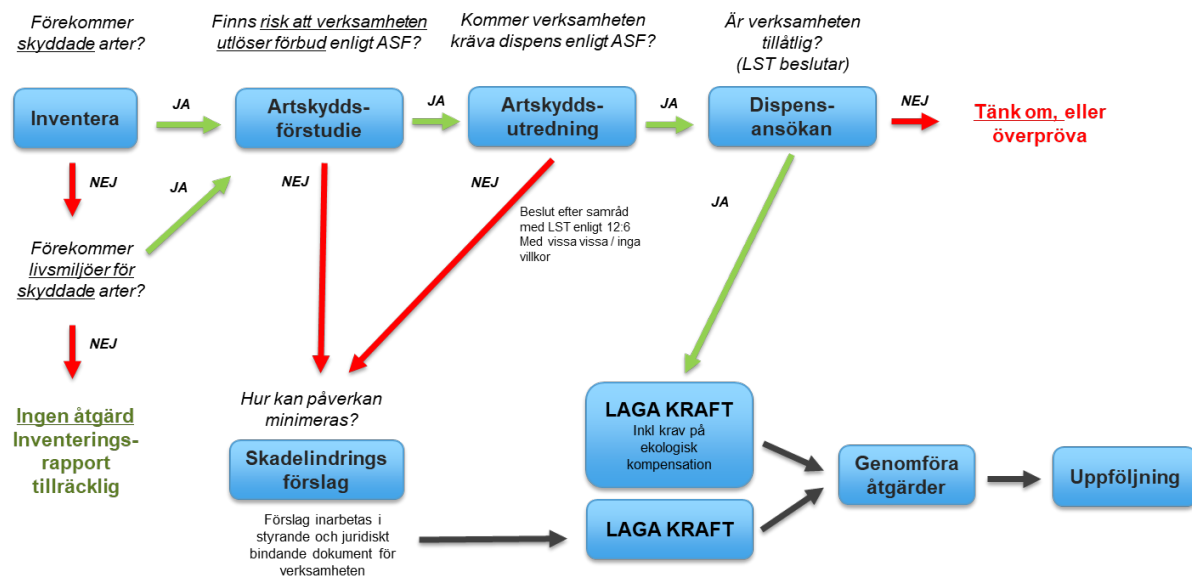 Förekommer
skyddade arter?
Finns risk att verksamheten
utlöser förbud enligt ASF?
Kommer verksamheten
kräva dispens enligt ASF?
Är verksamheten
tillåtlig?
(LST beslutar)
Inventera
JA
Artskydds-
förstudie
JA
Artskydds-
utredning
JA
Dispens-
ansökan
NEJ
Tänk om, eller
överpröva
NEJ
JA
NEJ
NEJ
JA
Beslut efter samråd
med LST enligt 12:6
Med vissa vissa / inga
villkor
Förekommer
livsmiljöer för
skyddade arter?
NEJ
Ingen åtgärd
Inventerings-
rapport
tillräcklig
Hur kan påverkan
minimeras?
Skadelindrings
förslag
Förslag inarbetas i
styrande och juridiskt
bindande dokument för
verksamheten
LAGA KRAFT
Inkl krav på
ekologisk
kompensation
LAGA KRAFT
Genomföra
åtgärder
Uppföljning